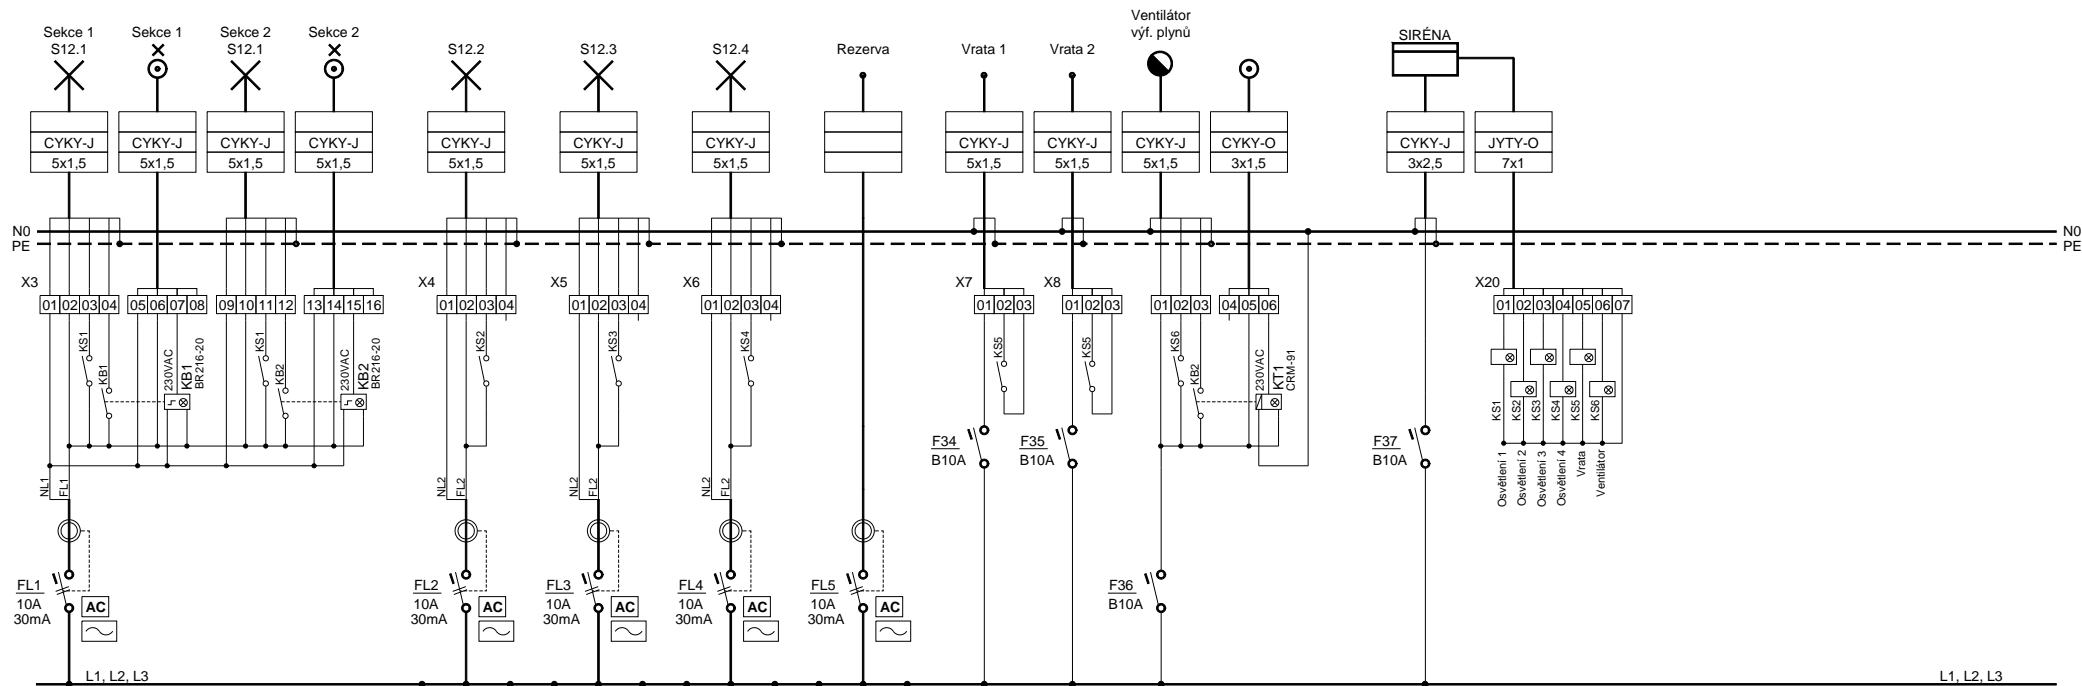 Sekce 1
S12.1
Sekce 1
Sekce 2
S12.1
Sekce 2
S12.2
S12.3
S12.4
Rezerva
Vrata 1
Vrata 2
Ventilátor
výf. plynů
SIRÉNA
CYKY-J
5x1,5
CYKY-J
5x1,5
CYKY-J
5x1,5
CYKY-J
5x1,5
CYKY-J
5x1,5
CYKY-J
5x1,5
CYKY-J
5x1,5
CYKY-J
5x1,5
CYKY-J
5x1,5
CYKY-J
5x1,5
CYKY-O
3x1,5
CYKY-J
3x2,5
JYTY-O
7x1
N0
PE
N0
PE
X3
01 02 03 04
05 06 07 08
09 10 11 12
13 14 15 16
X4
01 02 03 04
X5
01 02 03 04
X6
01 02 03 04
X7
01 02 03
X8
01 02 03
01 02 03
04 05 06
X20
01 02 03 04 05 06 07
KS1
KB1
230VAC
KB1
BR216-20
KS1
KB2
230VAC
KB2
BR216-20
KS2
KS3
KS4
KS5
KS5
KS6
KB2
230VAC
KT1
CRM-91
KS1
KS2
KS3
KS4
KS5
KS6
Osvětlení 1
Osvětlení 2
Osvětlení 3
Osvětlení 4
Vrata
Ventilátor
NL1
FL1
NL2
FL2
NL2
FL2
NL2
FL2
F34
B10A
F35
B10A
F37
B10A
FL1
10A
30mA
AC
FL2
10A
30mA
AC
FL3
10A
30mA
AC
FL4
10A
30mA
AC
FL5
10A
30mA
AC
F36
B10A
L1, L2, L3
L1, L2, L3